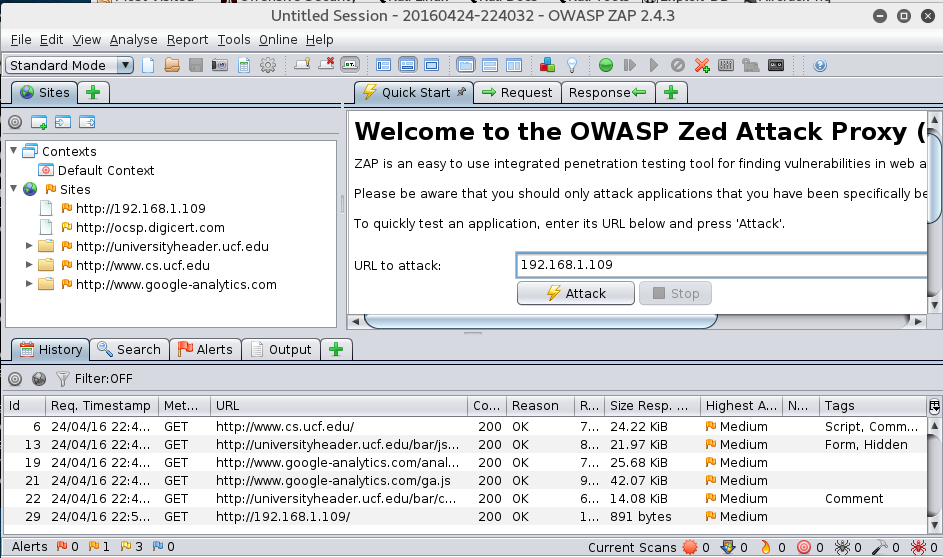 Untitled Session - 20160424-224032 - OWASP ZAP 2.4.3
File Edit View Analyse Report Tools Online Help
Standard Mode
Sites
Quick Start Request Response
Contexts
Default Context
Sites
http://192.168.1.109
http://ocsp.digicert.com
http://universityheader.ucf.edu
http://www.cs.ucf.edu
http://www.google-analytics.com
Welcome to the OWASP Zed Attack Proxy (
ZAP is an easy to use integrated penetration testing tool for finding vulnerabilities in web a
Please be aware that you should only attack applications that you have been specifically be
To quickly test an application, enter its URL below and press 'Attack'.
URL to attack: 192.168.1.109
Attack Stop
History Search Alerts Output
Filter:OFF
Id Req. Timestamp Met... URL Co... Reason R... Size Resp. ... Highest A... N... Tags
6 24/04/16 22:4... GET http://www.cs.ucf.edu/ 200 OK 7... 24.22 KiB Medium Script, Comm...
13 24/04/16 22:4... GET http://universityheader.ucf.edu/bar/js... 200 OK 8... 21.97 KiB Medium Form, Hidden
19 24/04/16 22:4... GET http://www.google-analytics.com/anal... 200 OK 7... 25.68 KiB Medium
21 24/04/16 22:4... GET http://www.google-analytics.com/ga.js 200 OK 9... 42.07 KiB Medium
22 24/04/16 22:4... GET http://universityheader.ucf.edu/bar/c... 200 OK 6... 14.08 KiB Medium Comment
29 24/04/16 22:5... GET http://192.168.1.109/ 200 OK 1... 891 bytes Medium
Alerts 0 1 3 0 Current Scans 0 0 0 0 0 0 0